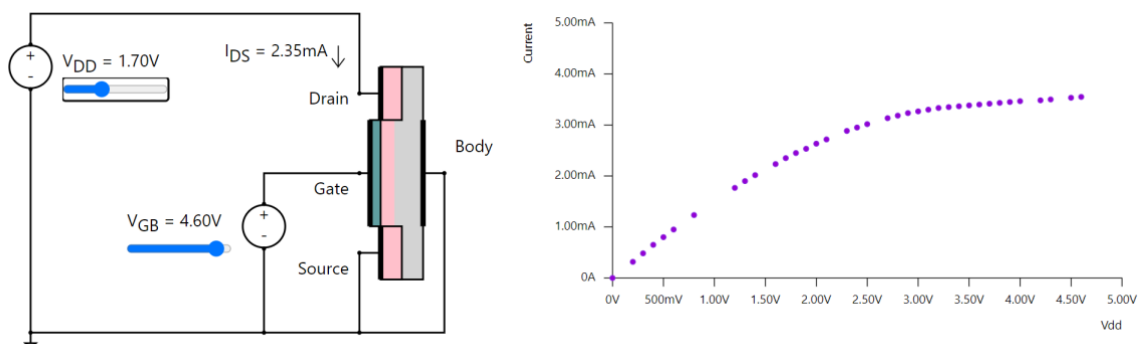 V_DD = 1.70V
I_DS = 2.35mA ↓
+
-
Drain
Body
Gate
V_GB = 4.60V
+
-
Source
Current
5.00mA
4.00mA
3.00mA
2.00mA
1.00mA
0A
0V 500mV 1.00V 1.50V 2.00V 2.50V 3.00V 3.50V 4.00V 4.50V 5.00V
Vdd